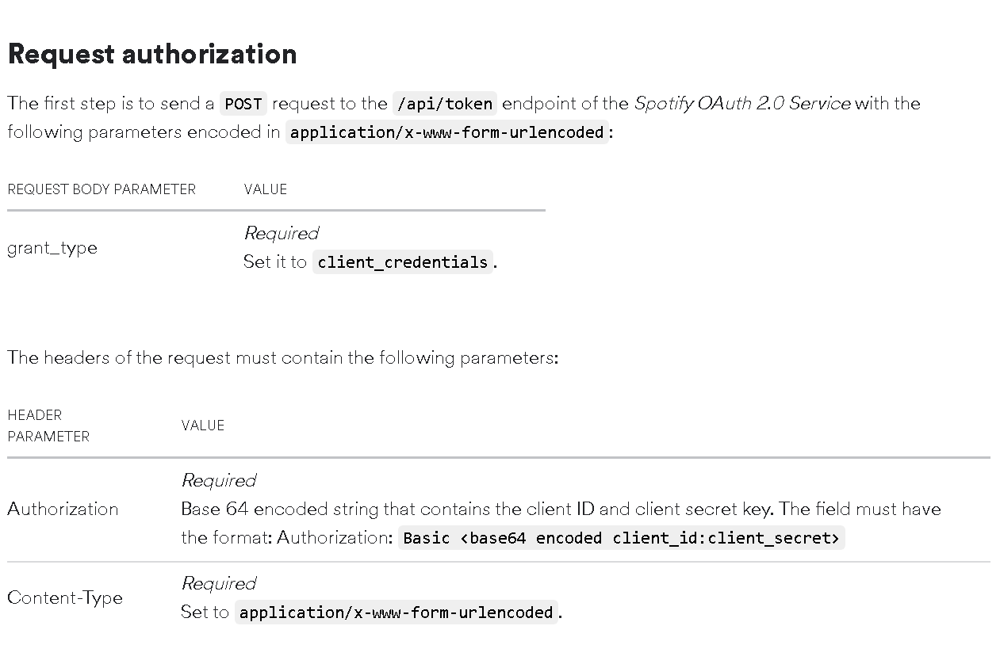 Request authorization
The first step is to send a POST request to the /api/token endpoint of the Spotify OAuth 2.0 Service with the
following parameters encoded in application/x-www-form-urlencoded:
REQUEST BODY PARAMETER VALUE
grant_type
Required
Set it to client_credentials.
The headers of the request must contain the following parameters:
HEADER
PARAMETER
VALUE
Authorization
Required
Base 64 encoded string that contains the client ID and client secret key. The field must have
the format: Authorization: Basic <base64 encoded client_id:client_secret>
Content-Type
Required
Set to application/x-www-form-urlencoded.